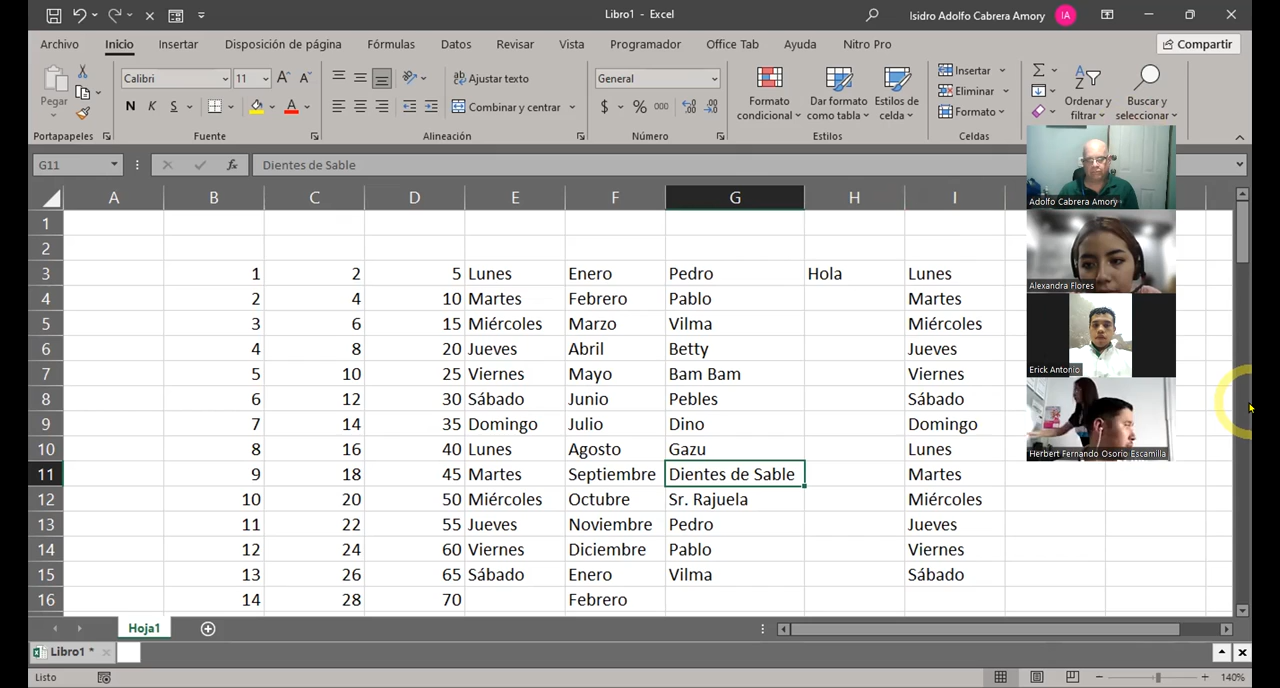 Libro1 - Excel
Isidro Adolfo Cabrera Amory
IA
Archivo Inicio Insertar Disposición de página Fórmulas Datos Revisar Vista Programador Office Tab Ayuda Nitro Pro Compartir
Pegar
Calibri 11
N K S
A
Ajustar texto
Combinar y centrar
General
$ % 000
Formato condicional
Dar formato como tabla
Estilos de celda
Insertar
Eliminar
Formato
Ordenar y filtrar
Buscar y seleccionar
Portapapeles Fuente Alineación Número Estilos Celdas
G11 fx Dientes de Sable
A B C D E F G H I
1
2
3 1 2 5 Lunes Enero Pedro Hola Lunes
4 2 4 10 Martes Febrero Pablo Martes
5 3 6 15 Miércoles Marzo Vilma Miércoles
6 4 8 20 Jueves Abril Betty Jueves
7 5 10 25 Viernes Mayo Bam Bam Viernes
8 6 12 30 Sábado Junio Pebles Sábado
9 7 14 35 Domingo Julio Dino Domingo
10 8 16 40 Lunes Agosto Gazu Lunes
11 9 18 45 Martes Septiembre Dientes de Sable Martes
12 10 20 50 Miércoles Octubre Sr. Rajuela Miércoles
13 11 22 55 Jueves Noviembre Pedro Jueves
14 12 24 60 Viernes Diciembre Pablo Viernes
15 13 26 65 Sábado Enero Vilma Sábado
16 14 28 70 Febrero
Adolfo Cabrera Amory
Alexandra Flores
Erick Antonio
Herbert Fernando Osorio Escamilla
Hoja1
Libro1 *
Listo
140%